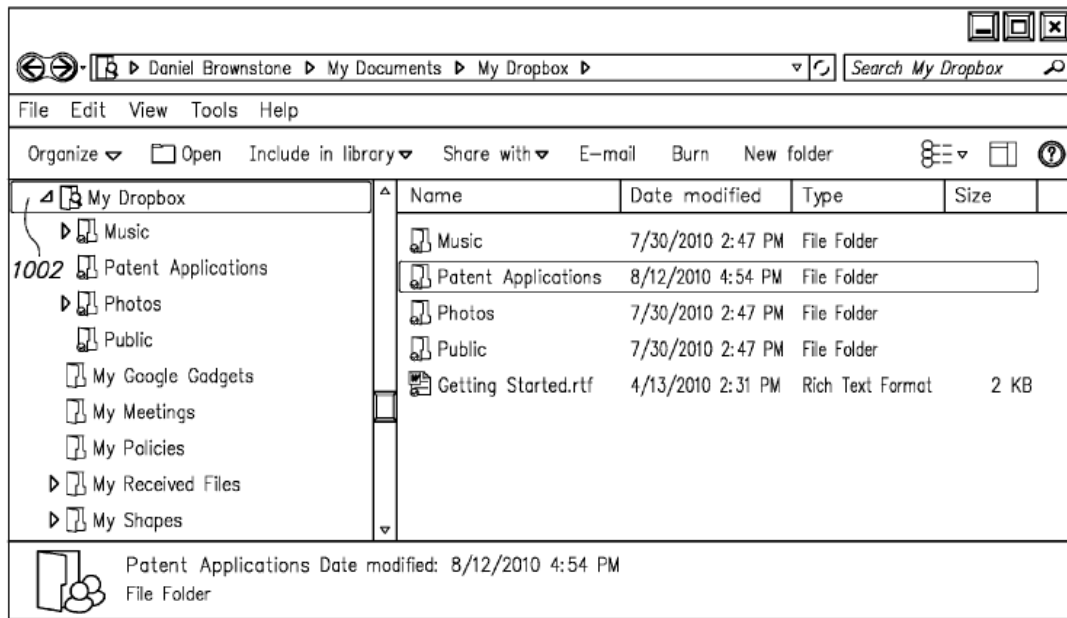 Daniel Brownstone My Documents My Dropbox Search My Dropbox
File Edit View Tools Help
Organize Open Include in library Share with E-mail Burn New folder
My Dropbox
Music
1002 Patent Applications
Photos
Public
My Google Gadgets
My Meetings
My Policies
My Received Files
My Shapes
Name Date modified Type Size
Music 7/30/2010 2:47 PM File Folder
Patent Applications 8/12/2010 4:54 PM File Folder
Photos 7/30/2010 2:47 PM File Folder
Public 7/30/2010 2:47 PM File Folder
Getting Started.rtf 4/13/2010 2:31 PM Rich Text Format 2 KB
Patent Applications Date modified: 8/12/2010 4:54 PM
File Folder